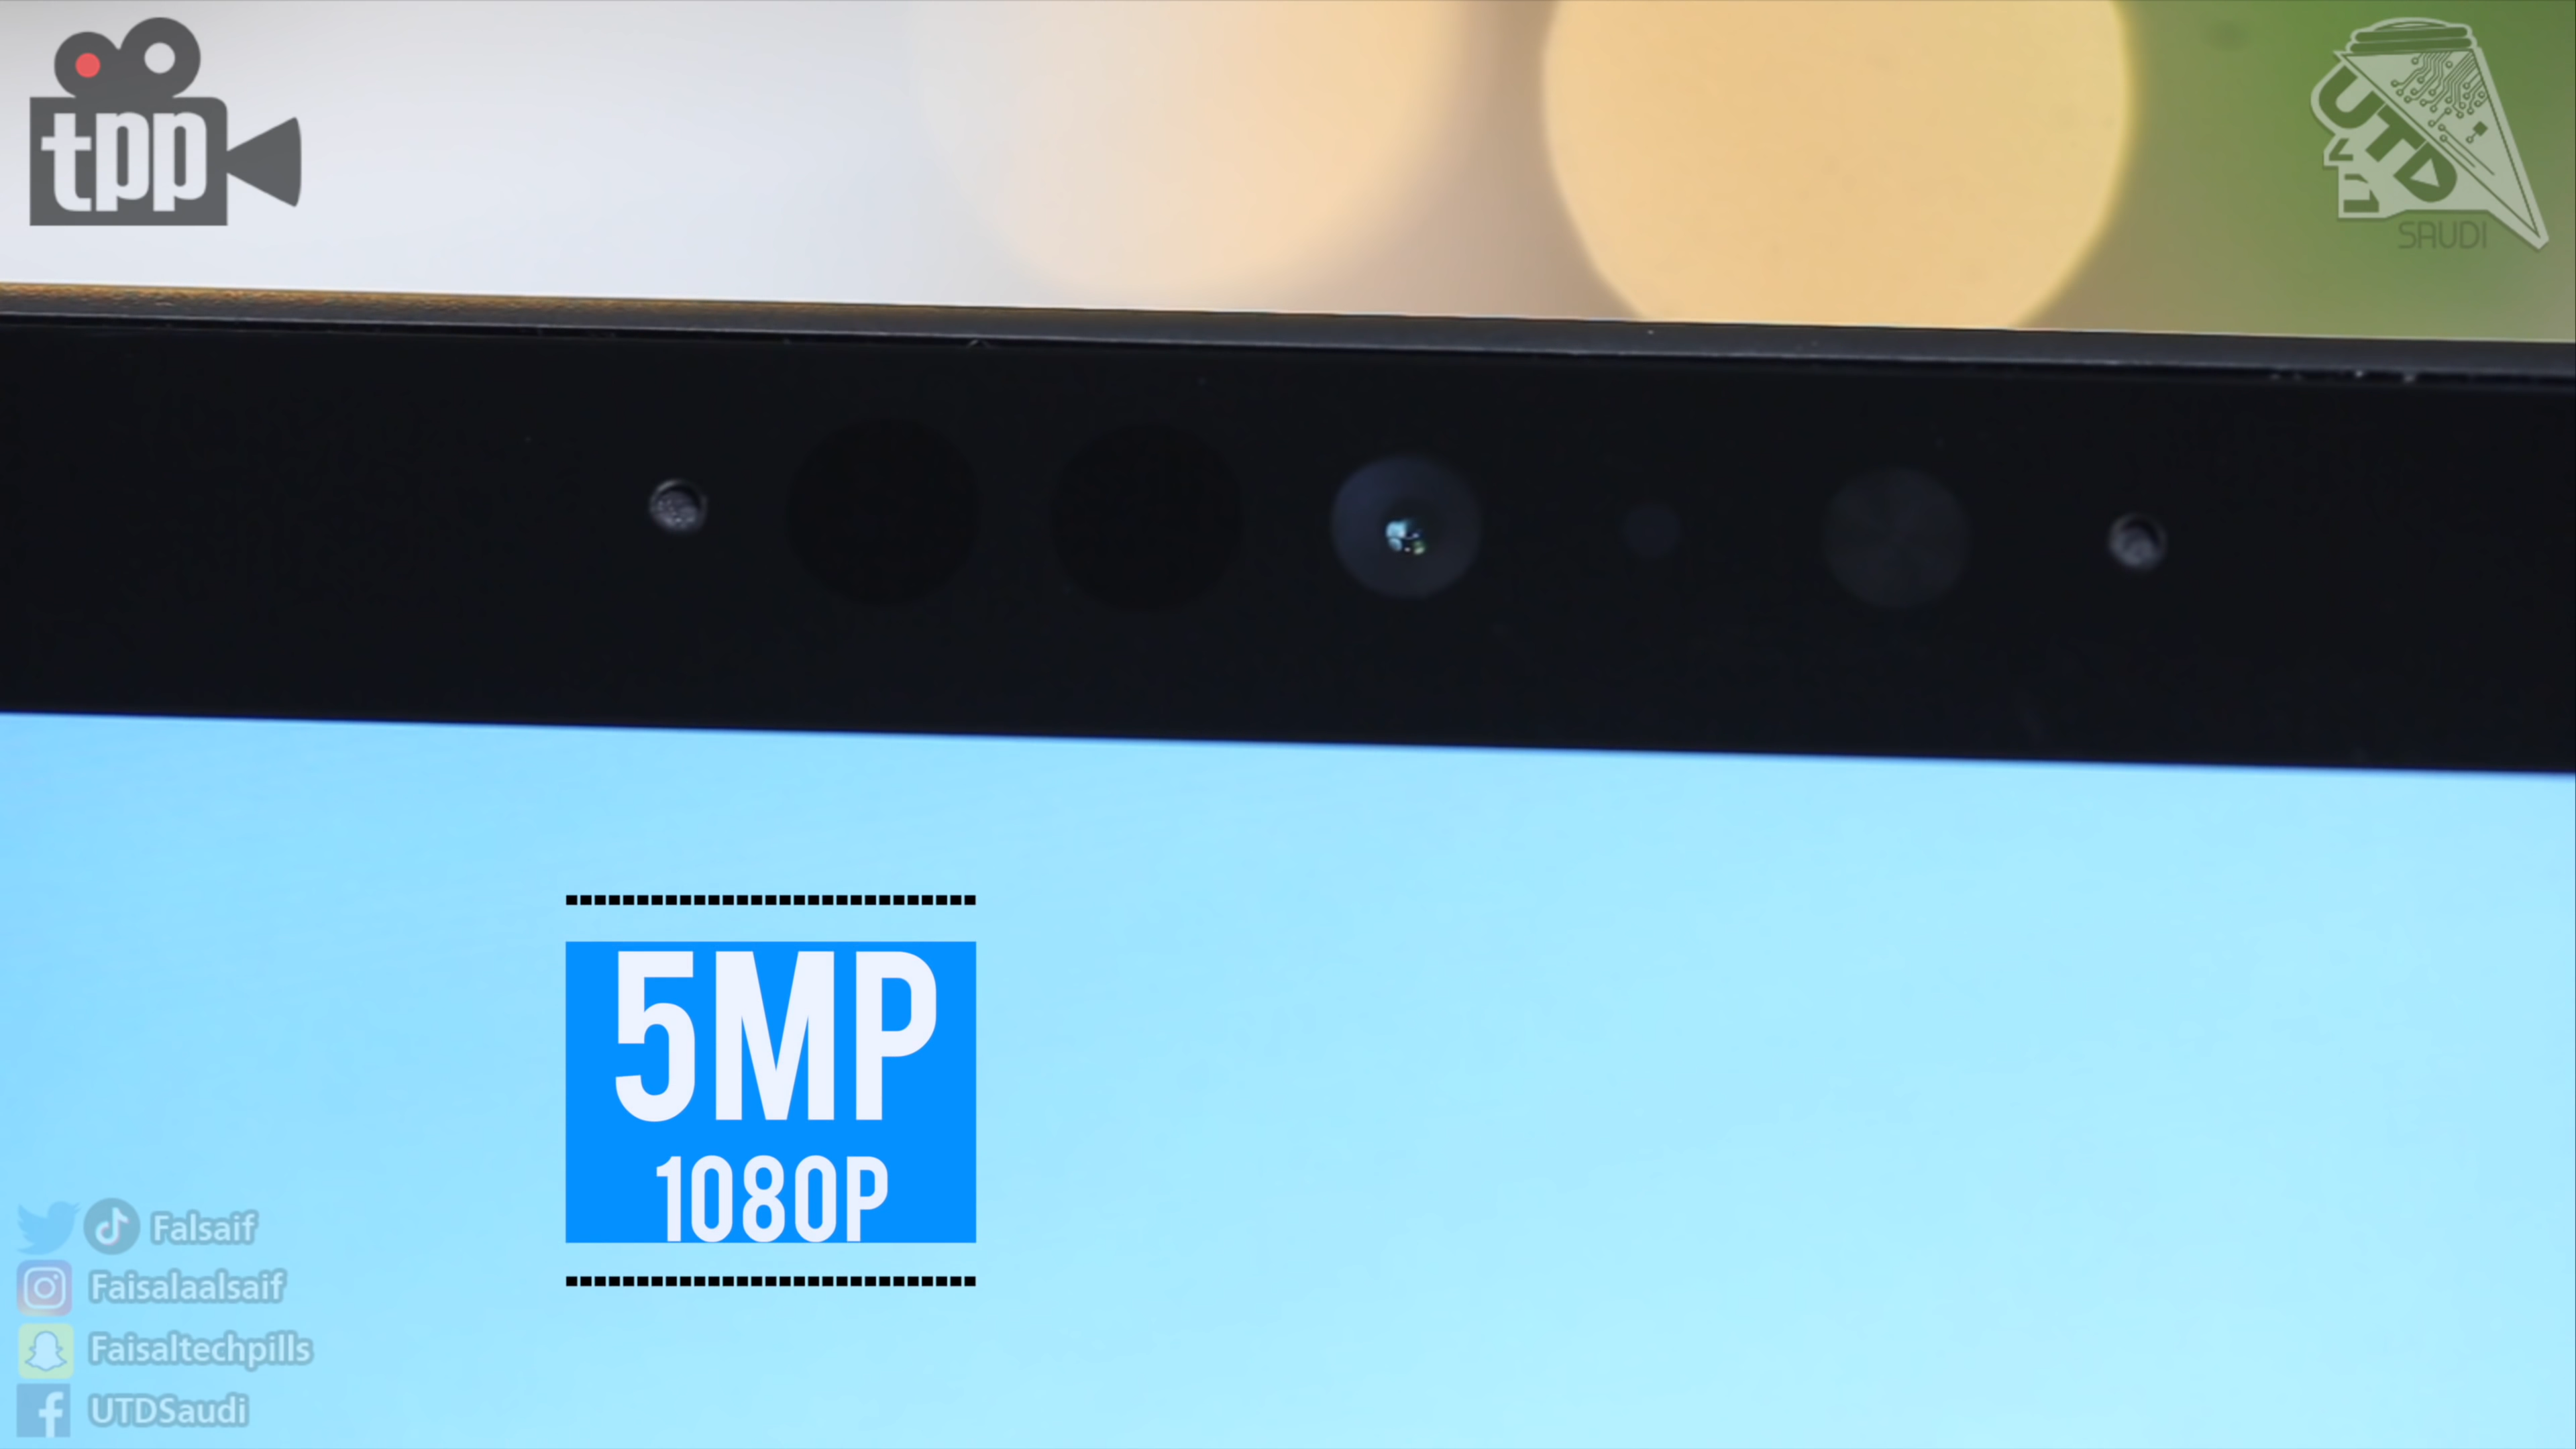 tpp
UTD
SAUDI
5MP
1080P
Falsaif
Faisalaalsaif
Faisaltechpills
UTDSaudi